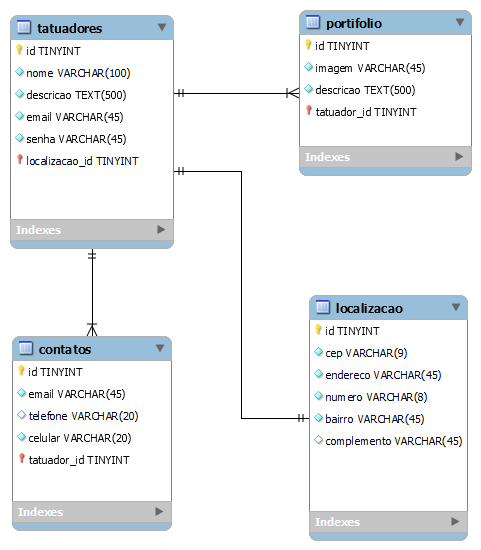 tatuadores
id TINYINT
nome VARCHAR(100)
descricao TEXT(500)
email VARCHAR(45)
senha VARCHAR(45)
localizacao_id TINYINT
Indexes
portifolio
id TINYINT
imagem VARCHAR(45)
descricao TEXT(500)
tatuador_id TINYINT
Indexes
contatos
id TINYINT
email VARCHAR(45)
telefone VARCHAR(20)
celular VARCHAR(20)
tatuador_id TINYINT
Indexes
localizacao
id TINYINT
cep VARCHAR(9)
endereco VARCHAR(45)
numero VARCHAR(8)
bairro VARCHAR(45)
complemento VARCHAR(45)
Indexes